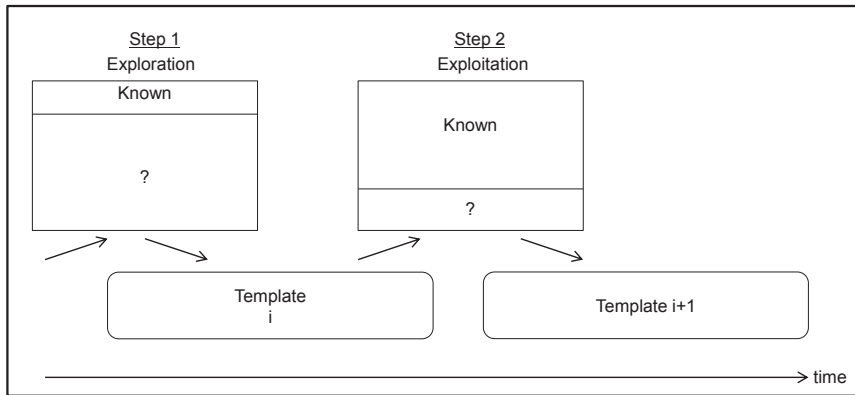 Step 1
Exploration
Known
?
Step 2
Exploitation
Known
?
Template
i
Template i+1
time